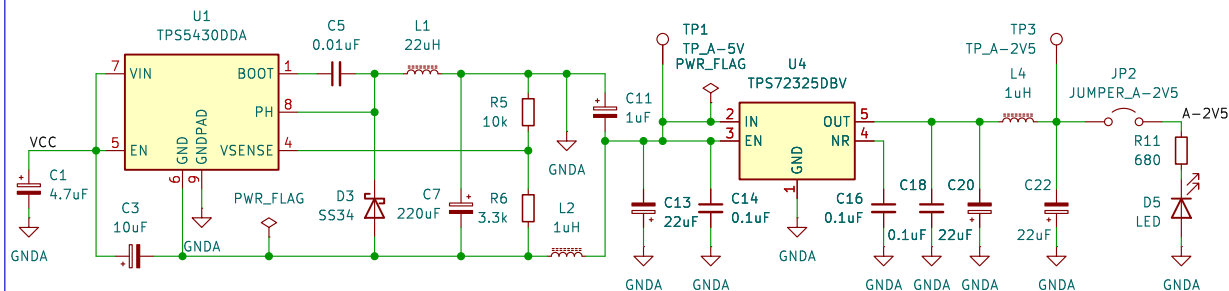 U1
TPS5430DDA
7
VIN
BOOT
1
PH
8
5
EN
VSENSE
4
GND
GNDPAD
6
9
VCC
C1
4.7uF
GNDA
C3
10uF
GNDA
PWR_FLAG
C5
0.01uF
L1
22uH
D3
SS34
C7
220uF
R5
10k
R6
3.3k
L2
1uH
GNDA
C11
1uF
TP1
TP_A-5V
PWR_FLAG
U4
TPS72325DBV
2
IN
OUT
5
3
EN
NR
4
GND
1
C13
22uF
GNDA
C14
0.1uF
GNDA
GNDA
C16
0.1uF
GNDA
C18
0.1uF
GNDA
C20
22uF
GNDA
TP3
TP_A-2V5
L4
1uH
C22
22uF
GNDA
JP2
JUMPER_A-2V5
A-2V5
R11
680
D5
LED
GNDA